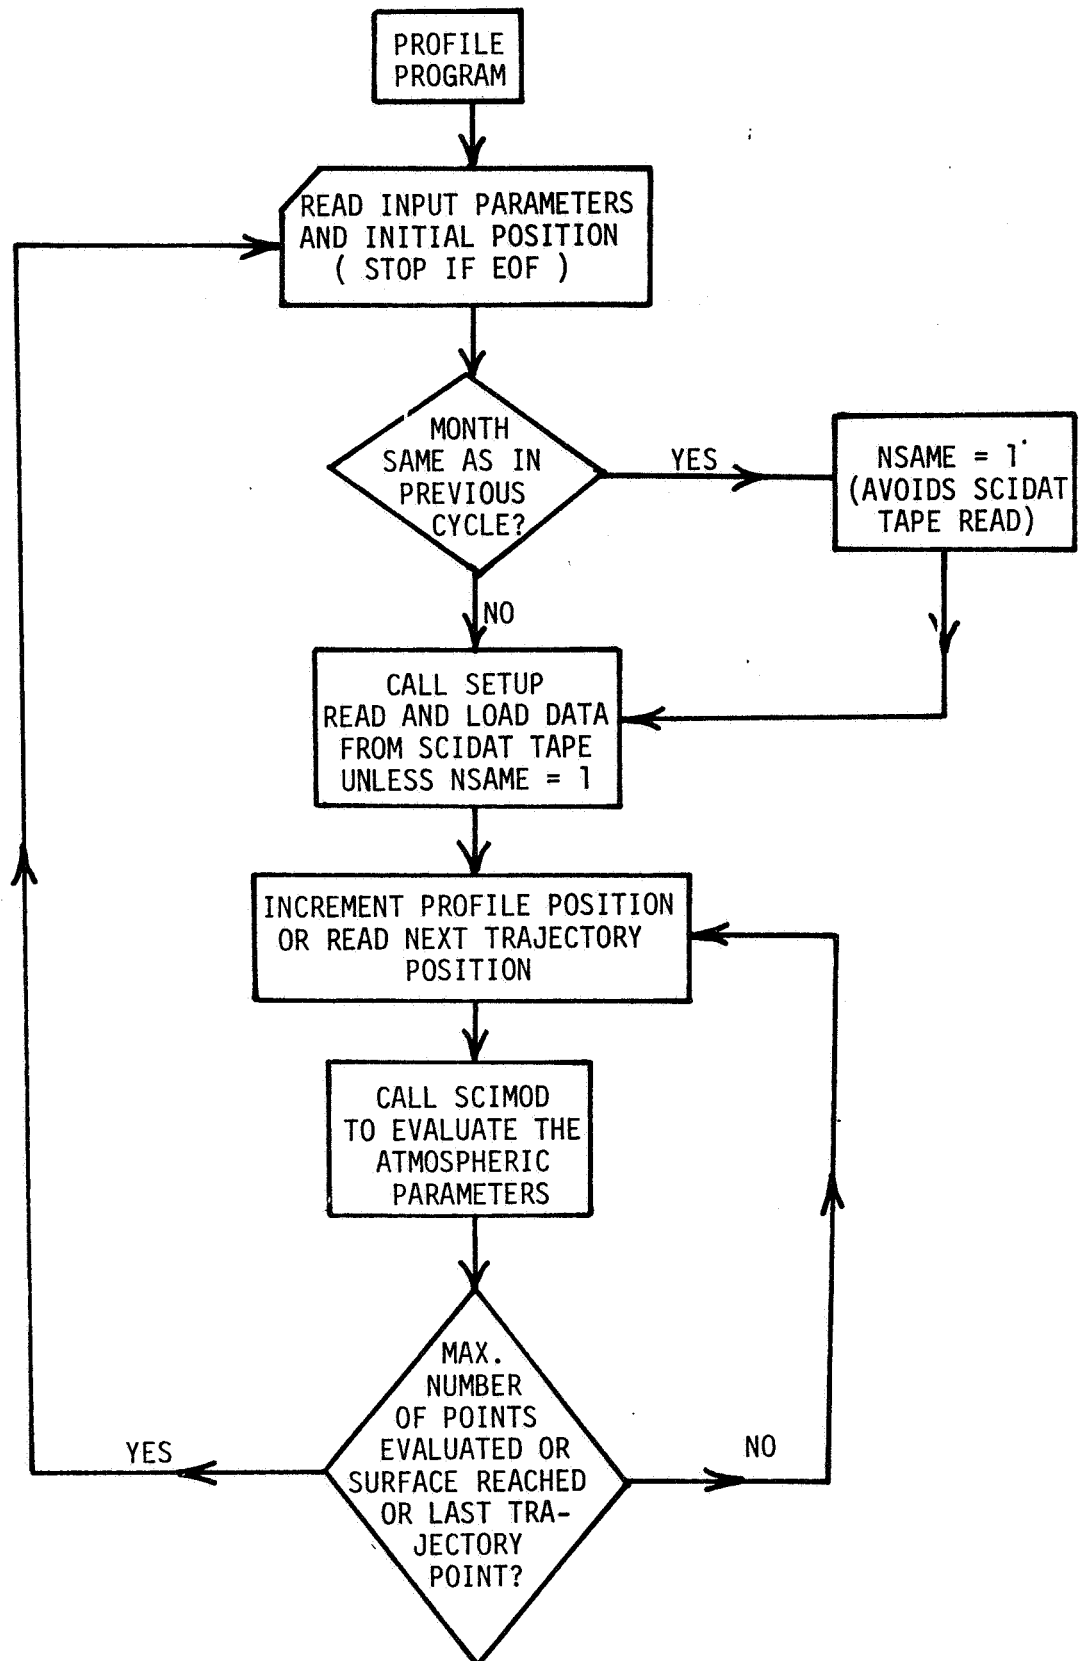 PROFILE
PROGRAM
READ INPUT PARAMETERS
AND INITIAL POSITION
( STOP IF EOF )
MONTH
SAME AS IN
PREVIOUS
CYCLE?
YES
NSAME = 1
(AVOIDS SCIDAT
TAPE READ)
NO
CALL SETUP
READ AND LOAD DATA
FROM SCIDAT TAPE
UNLESS NSAME = 1
INCREMENT PROFILE POSITION
OR READ NEXT TRAJECTORY
POSITION
CALL SCIMOD
TO EVALUATE THE
ATMOSPHERIC
PARAMETERS
MAX.
NUMBER
OF POINTS
EVALUATED OR
SURFACE REACHED
OR LAST TRA-
JECTORY
POINT?
YES
NO